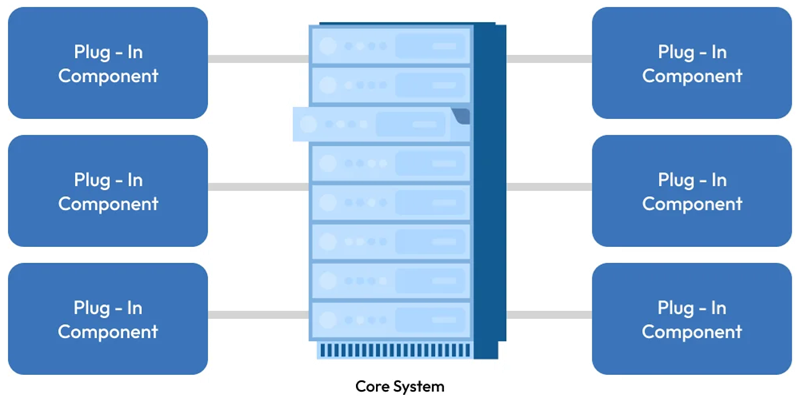 Plug - In
Component
Plug - In
Component
Plug - In
Component
Plug - In
Component
Plug - In
Component
Plug - In
Component
Core System